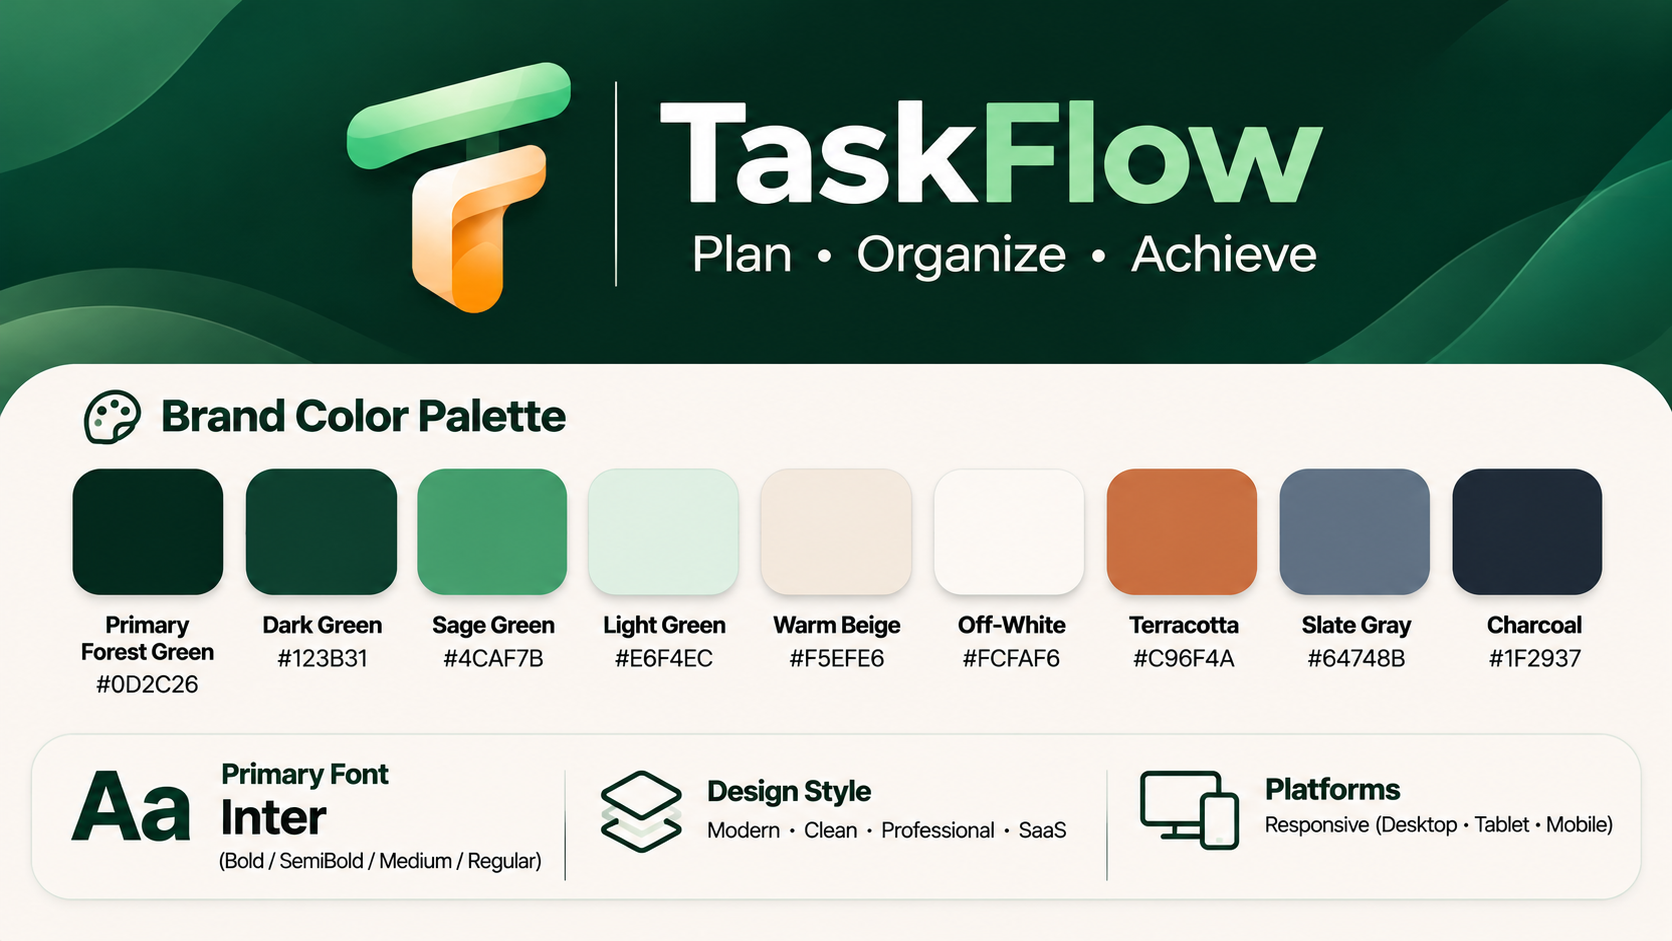 TaskFlow
Plan • Organize • Achieve
Brand Color Palette
Primary
Forest Green
#0D2C26
Dark Green
#123B31
Sage Green
#4CAF7B
Light Green
#E6F4EC
Warm Beige
#F5EFE6
Off-White
#FCFAF6
Terracotta
#C96F4A
Slate Gray
#64748B
Charcoal
#1F2937
Aa
Primary Font
Inter
(Bold / SemiBold / Medium / Regular)
Design Style
Modern • Clean • Professional • SaaS
Platforms
Responsive (Desktop • Tablet • Mobile)